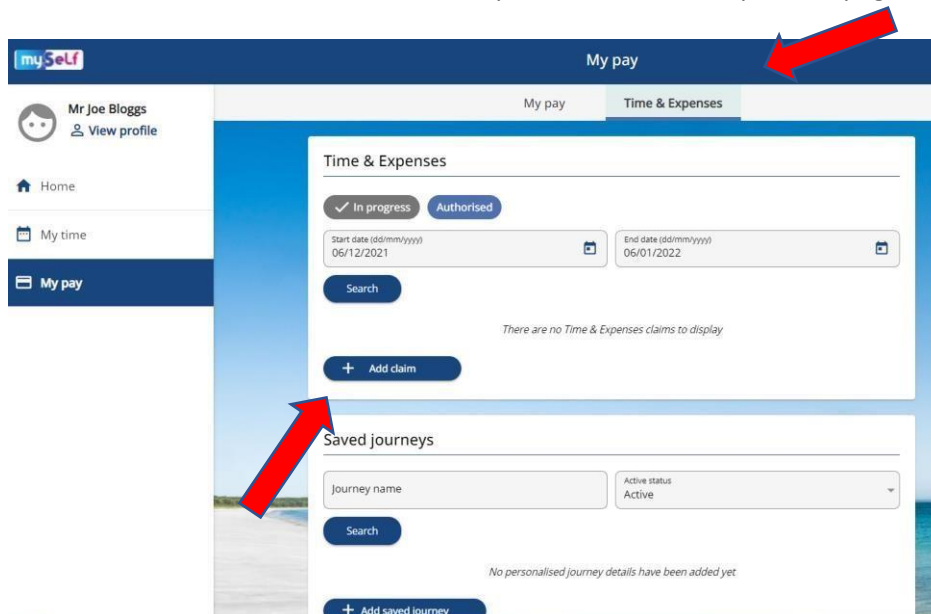 mySelf
My pay
Mr Joe Bloggs
View profile
My pay Time & Expenses
Home
My time
My pay
Time & Expenses
In progress Authorised
Start date (dd/mm/yyyy) End date (dd/mm/yyyy)
06/12/2021 06/01/2022
Search
There are no Time & Expenses claims to display
+ Add claim
Saved journeys
Journey name
Active status
Active
Search
No personalised journey details have been added yet
+ Add saved journey